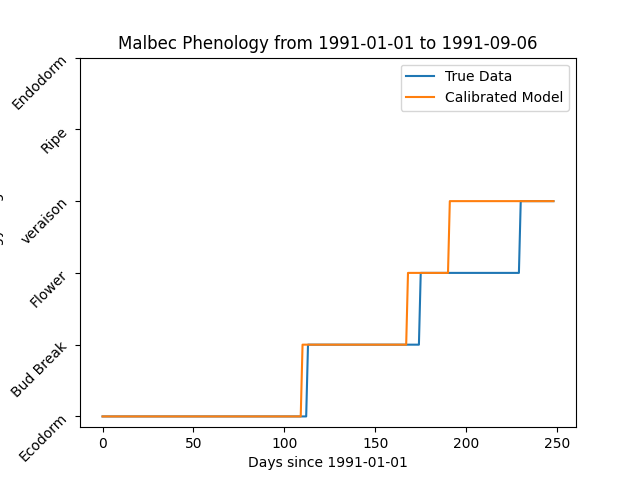 Malbec Phenology from 1991-01-01 to 1991-09-06
True Data
Calibrated Model
Endodorm
Ripe
veraison
Flower
Bud Break
Ecodorm
0 50 100 150 200 250
Days since 1991-01-01